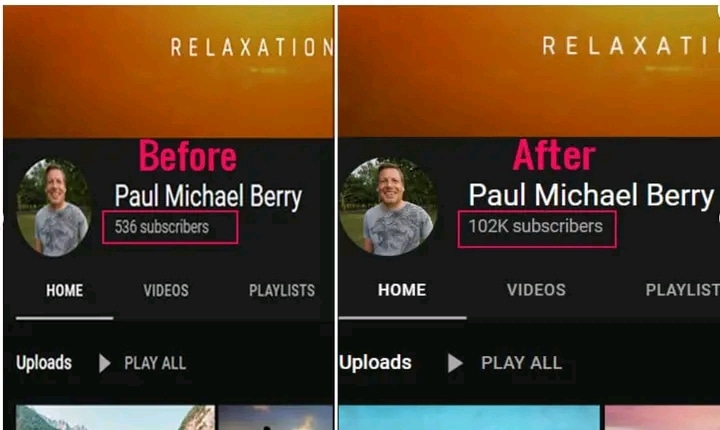 RELAXATION
Before
Paul Michael Berry
536 subscribers
HOME VIDEOS PLAYLISTS
Uploads PLAY ALL
RELAXATI
After
Paul Michael Berry
102K subscribers
HOME VIDEOS PLAYLIST
Uploads PLAY ALL